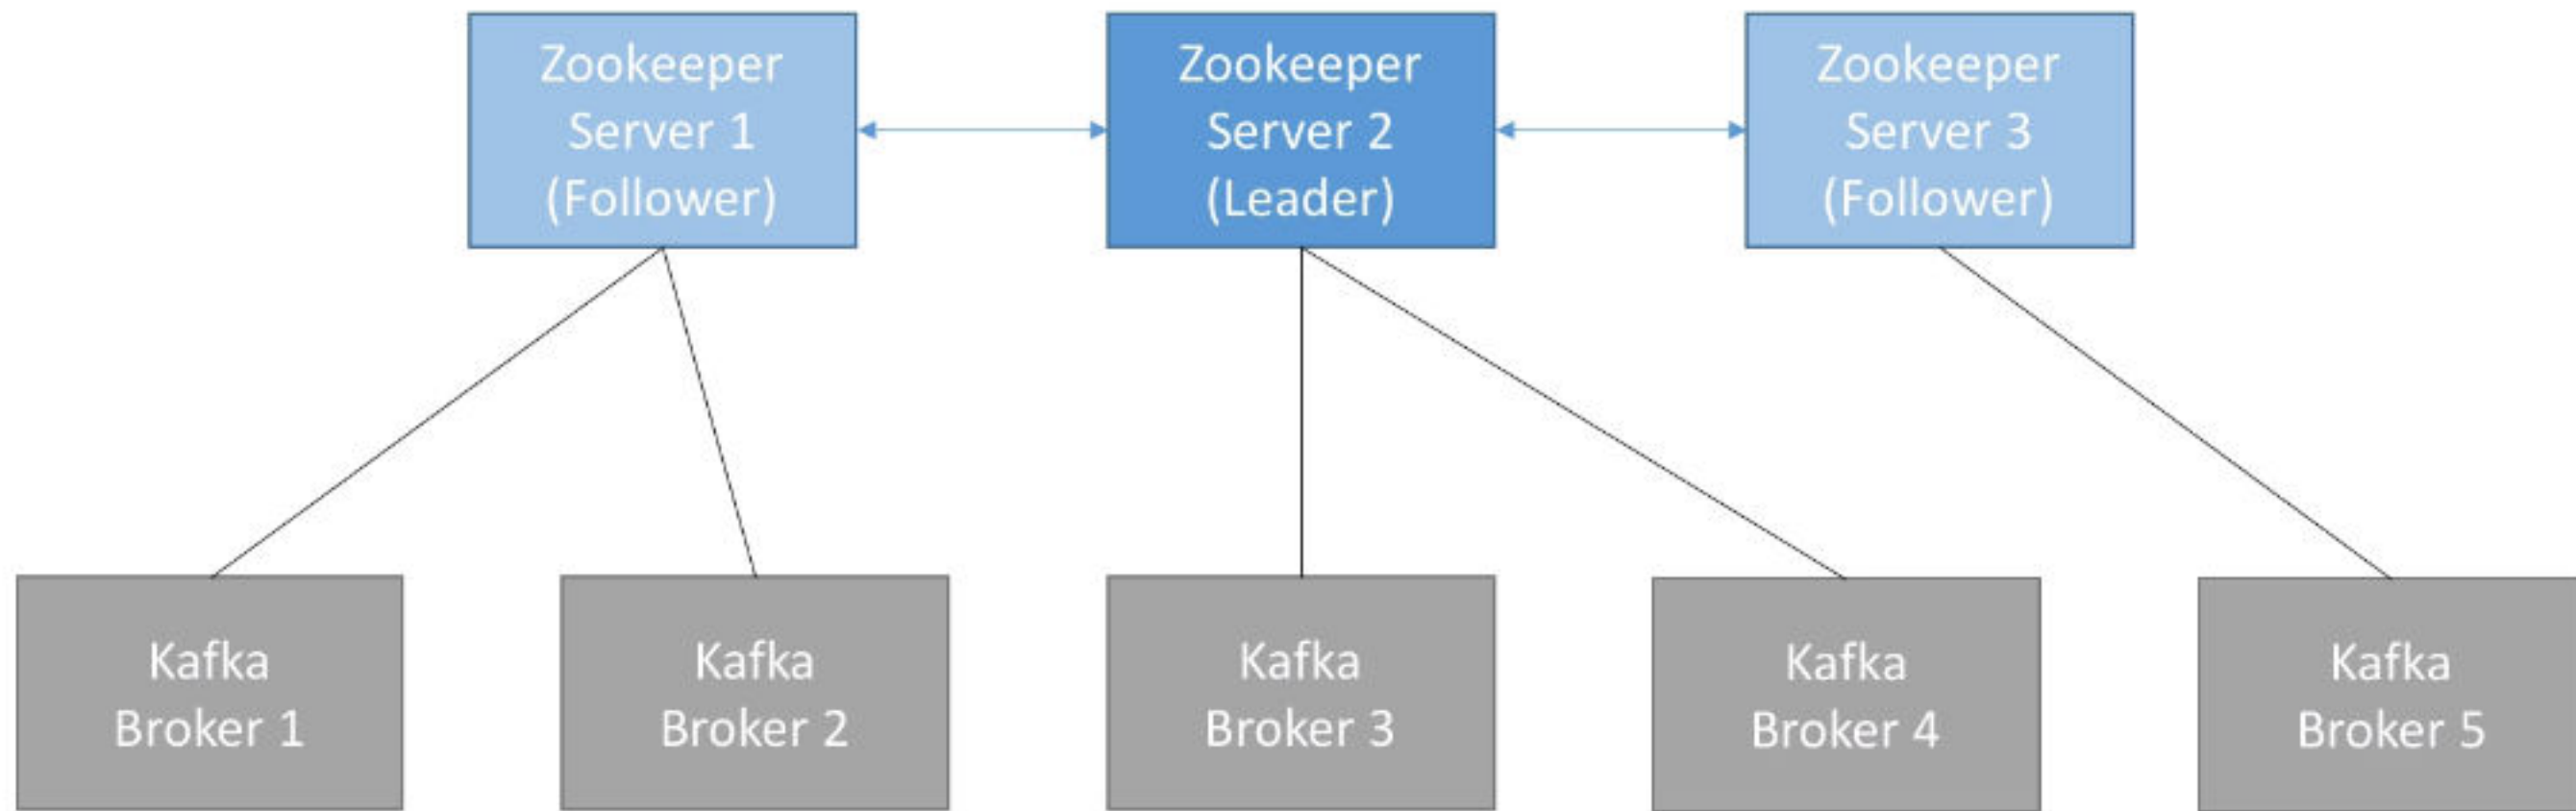 Zookeeper
Server 1
(Follower)
Zookeeper
Server 2
(Leader)
Zookeeper
Server 3
(Follower)
Kafka
Broker 1
Kafka
Broker 2
Kafka
Broker 3
Kafka
Broker 4
Kafka
Broker 5